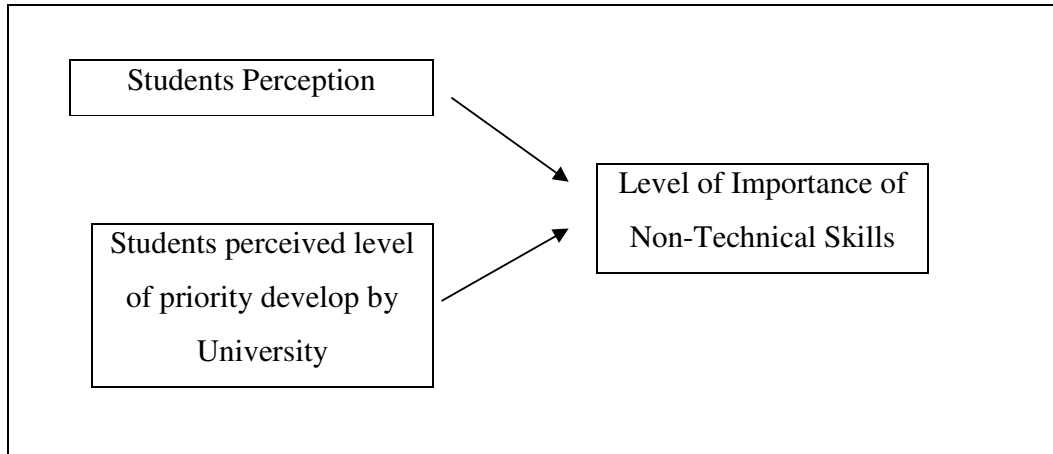 Students Perception
Students perceived level
of priority develop by
University
Level of Importance of
Non-Technical Skills